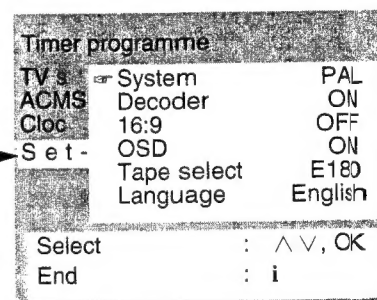 Timer programme
TV s
ACMS
Cloc
Set-
☞ System PAL
Decoder ON
16:9 OFF
OSD ON
Tape select E180
Language English
Select : ∧ ∨, OK
End : i